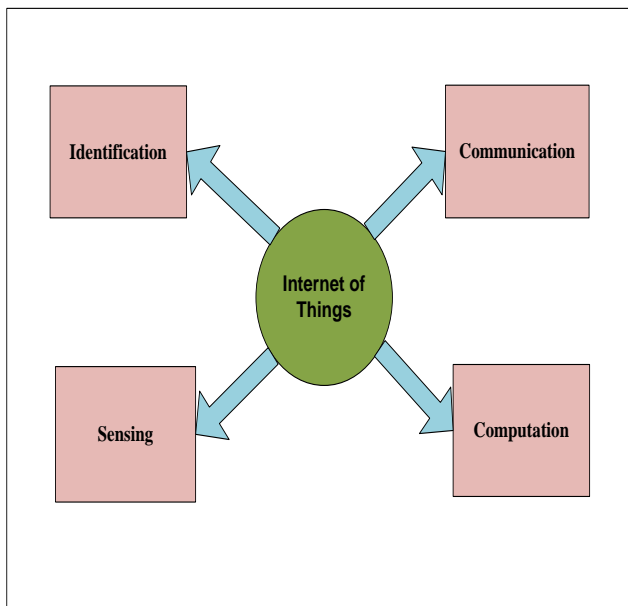 Identification
Communication
Internet of
Things
Sensing
Computation